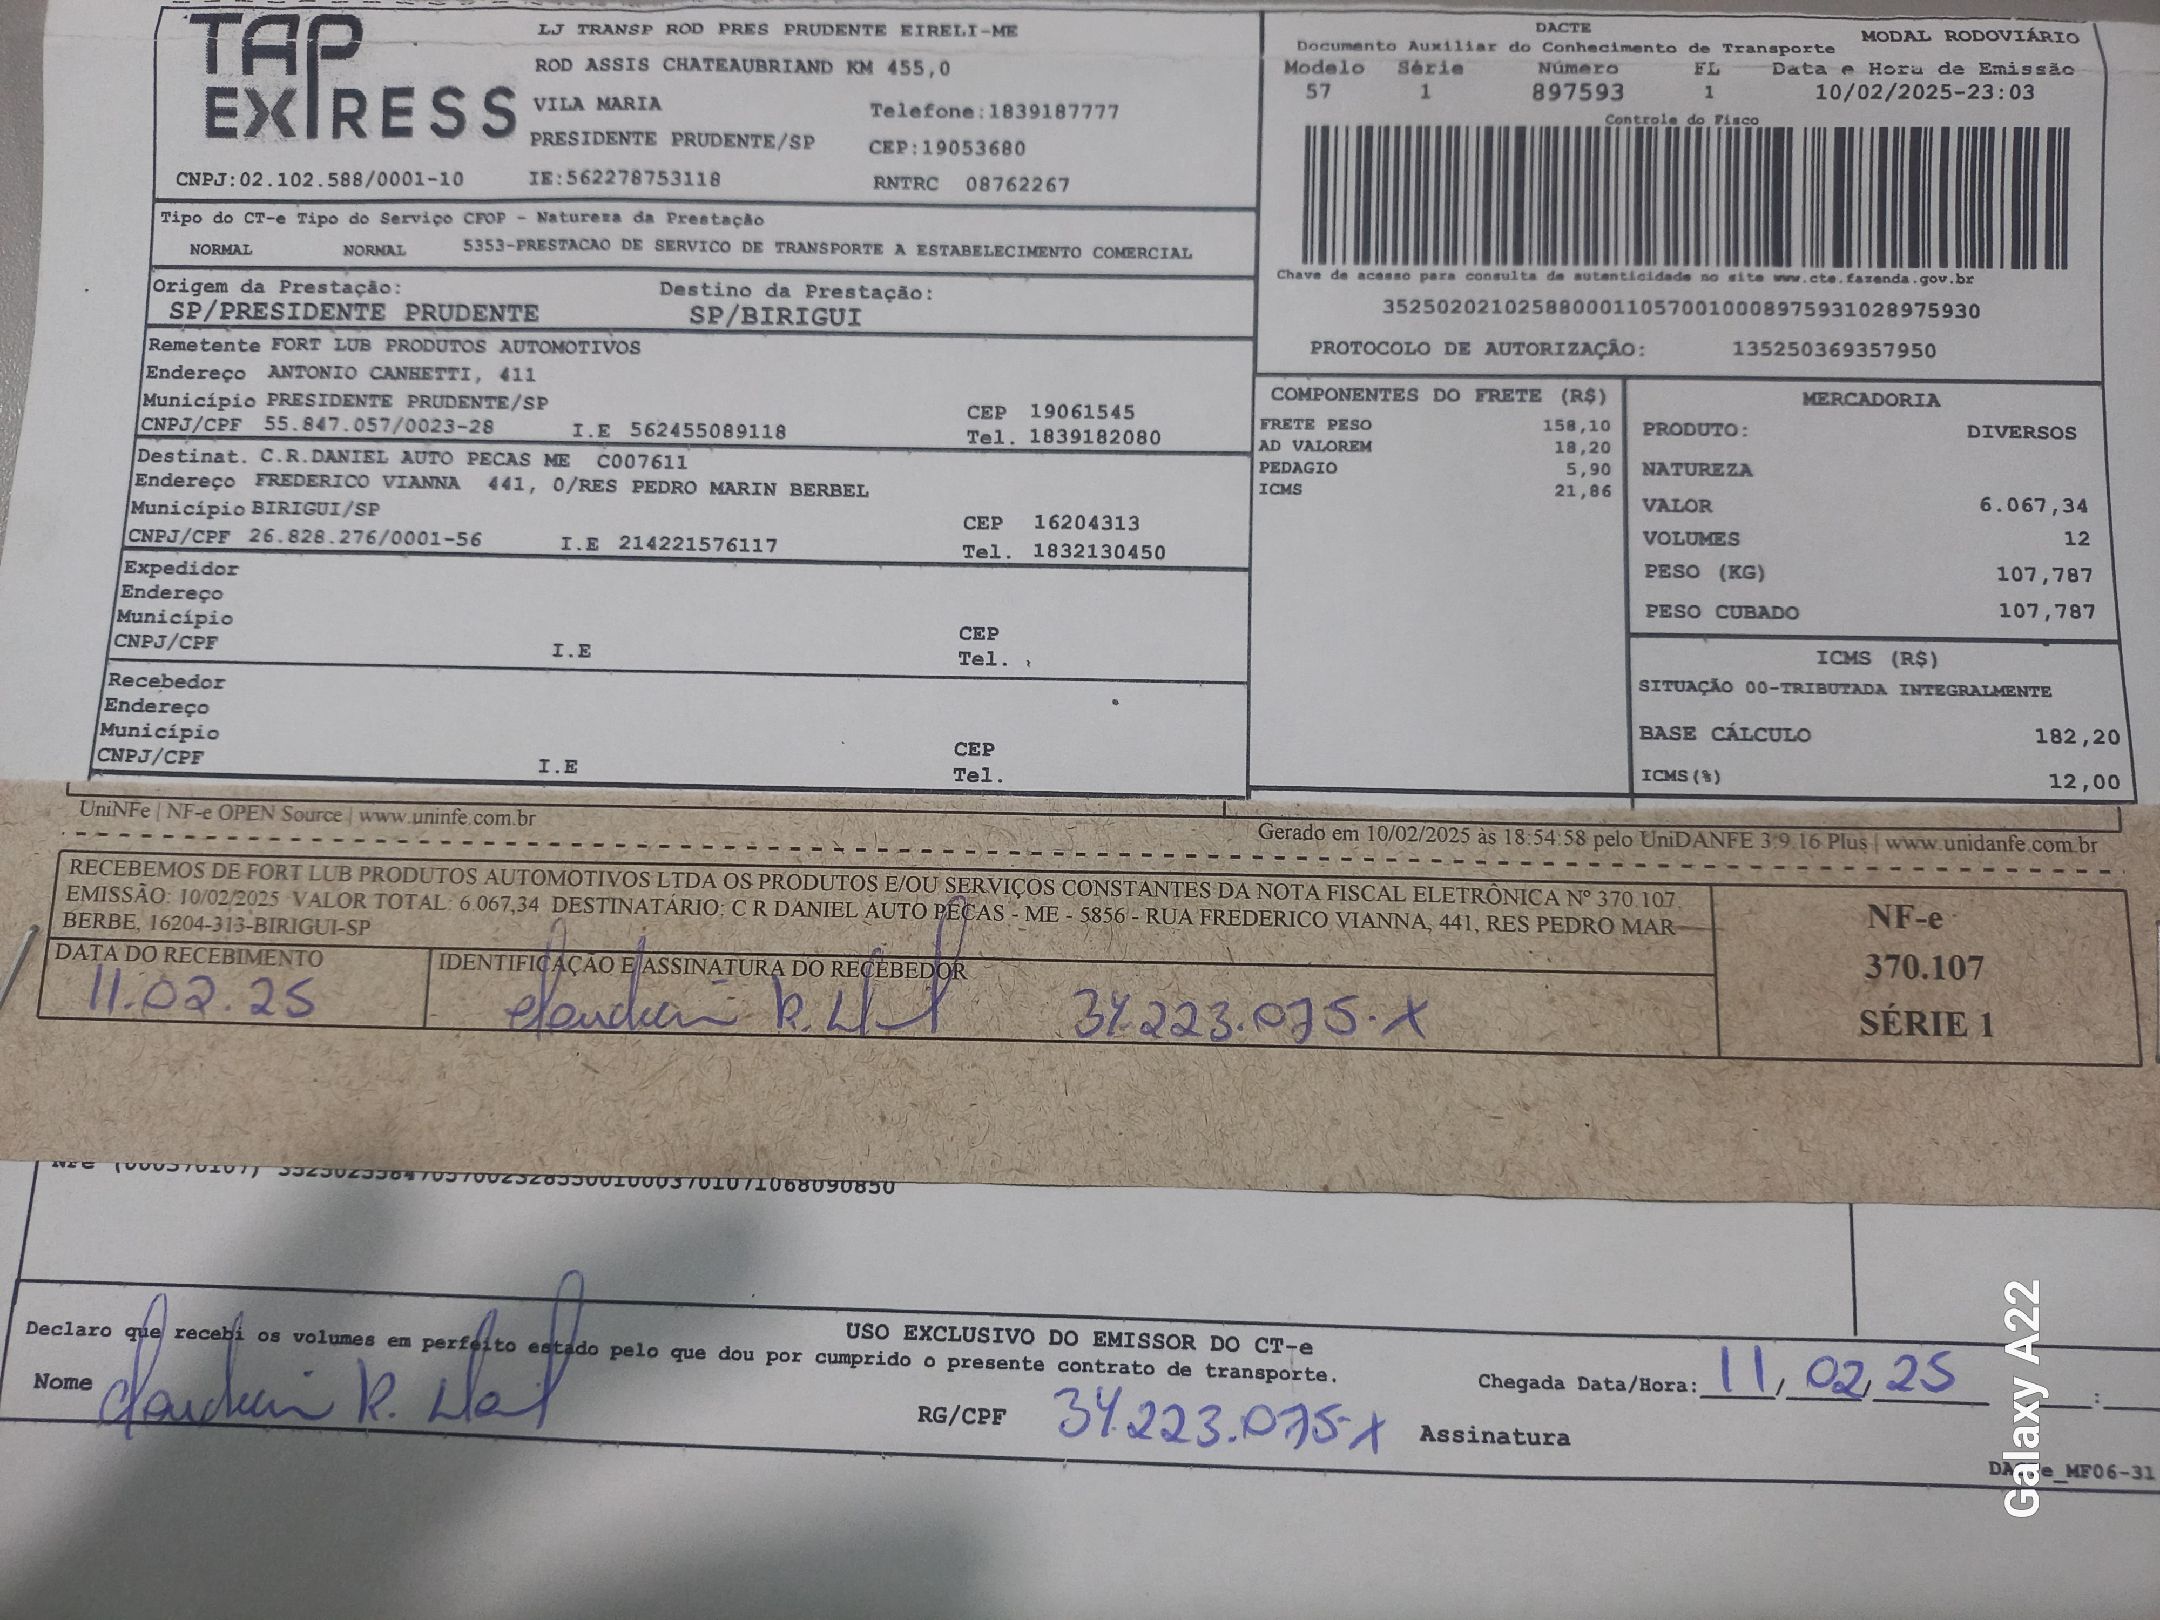 TAP EXPRESS
LJ TRANSP ROD PRES PRUDENTE EIRELI-ME
ROD ASSIS CHATEAUBRIAND KM 455,0
VILA MARIA Telefone:1839187777
PRESIDENTE PRUDENTE/SP CEP:19053680
CNPJ:02.102.588/0001-10 IE:562278753118 RNTRC 08762267
Tipo do CT-e Tipo do Serviço CFOP - Natureza da Prestação
NORMAL NORMAL 5353-PRESTACAO DE SERVICO DE TRANSPORTE A ESTABELECIMENTO COMERCIAL
Origem da Prestação: Destino da Prestação:
SP/PRESIDENTE PRUDENTE SP/BIRIGUI
Remetente FORT LUB PRODUTOS AUTOMOTIVOS
Endereço ANTONIO CANHETTI, 411
Município PRESIDENTE PRUDENTE/SP CEP 19061545
CNPJ/CPF 55.847.057/0023-28 I.E 562455089118 Tel. 1839182080
Destinat. C.R.DANIEL AUTO PECAS ME C007611
Endereço FREDERICO VIANNA 441, 0/RES PEDRO MARIN BERBEL
Município BIRIGUI/SP CEP 16204313
CNPJ/CPF 26.828.276/0001-56 I.E 214221576117 Tel. 1832130450
Expedidor
Endereço
Município CEP
CNPJ/CPF I.E Tel.
Recebedor
Endereço
Município CEP
CNPJ/CPF I.E Tel.
DACTE MODAL RODOVIÁRIO
Documento Auxiliar do Conhecimento de Transporte
Modelo Série Número FL Data e Hora de Emissão
57 1 897593 1 10/02/2025-23:03
Controle do Fisco
Chave de acesso para consulta de autenticidade no site www.cte.fazenda.gov.br
35250202102588000110570010008975931028975930
PROTOCOLO DE AUTORIZAÇÃO: 135250369357950
COMPONENTES DO FRETE (R$)
FRETE PESO 158,10
AD VALOREM 18,20
PEDAGIO 5,90
ICMS 21,86
MERCADORIA
PRODUTO: DIVERSOS
NATUREZA
VALOR 6.067,34
VOLUMES 12
PESO (KG) 107,787
PESO CUBADO 107,787
ICMS (R$)
SITUAÇÃO 00-TRIBUTADA INTEGRALMENTE
BASE CÁLCULO 182,20
ICMS(%) 12,00
UniNFe | NF-e OPEN Source | www.uninfe.com.br Gerado em 10/02/2025 às 18:54:58 pelo UniDANFE 3.9.16 Plus | www.unidanfe.com.br
RECEBEMOS DE FORT LUB PRODUTOS AUTOMOTIVOS LTDA OS PRODUTOS E/OU SERVIÇOS CONSTANTES DA NOTA FISCAL ELETRÔNICA Nº 370.107.
EMISSÃO: 10/02/2025 VALOR TOTAL: 6.067,34 DESTINATÁRIO: C R DANIEL AUTO PECAS - ME - 5856 - RUA FREDERICO VIANNA, 441, RES PEDRO MAR
BERBE, 16204-313-BIRIGUI-SP
DATA DO RECEBIMENTO IDENTIFICAÇÃO E ASSINATURA DO RECEBEDOR
11.02.25 34.223.075-X
NF-e
370.107
SÉRIE 1
NFe (000370107) 35250255847057002328550010003701071068090850
USO EXCLUSIVO DO EMISSOR DO CT-e
Declaro que recebi os volumes em perfeito estado pelo que dou por cumprido o presente contrato de transporte.
Nome RG/CPF 34.223.075-X Chegada Data/Hora: 11/02/25 :
Assinatura
Galaxy A22